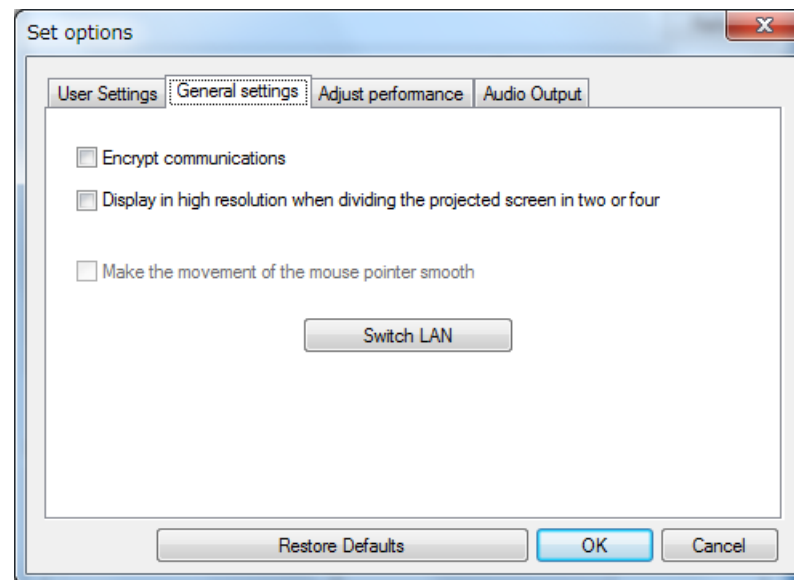 Set options
User Settings General settings Adjust performance Audio Output
Encrypt communications
Display in high resolution when dividing the projected screen in two or four
Make the movement of the mouse pointer smooth
Switch LAN
Restore Defaults OK Cancel